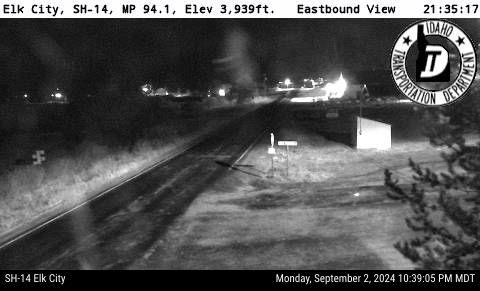 Elk City, SH-14, MP 94.1, Elev 3,939ft. Eastbound View 21:35:17
IDAHO
TRANSPORTATION DEPARTMENT
SH-14 Elk City
Monday, September 2, 2024 10:39:05 PM MDT